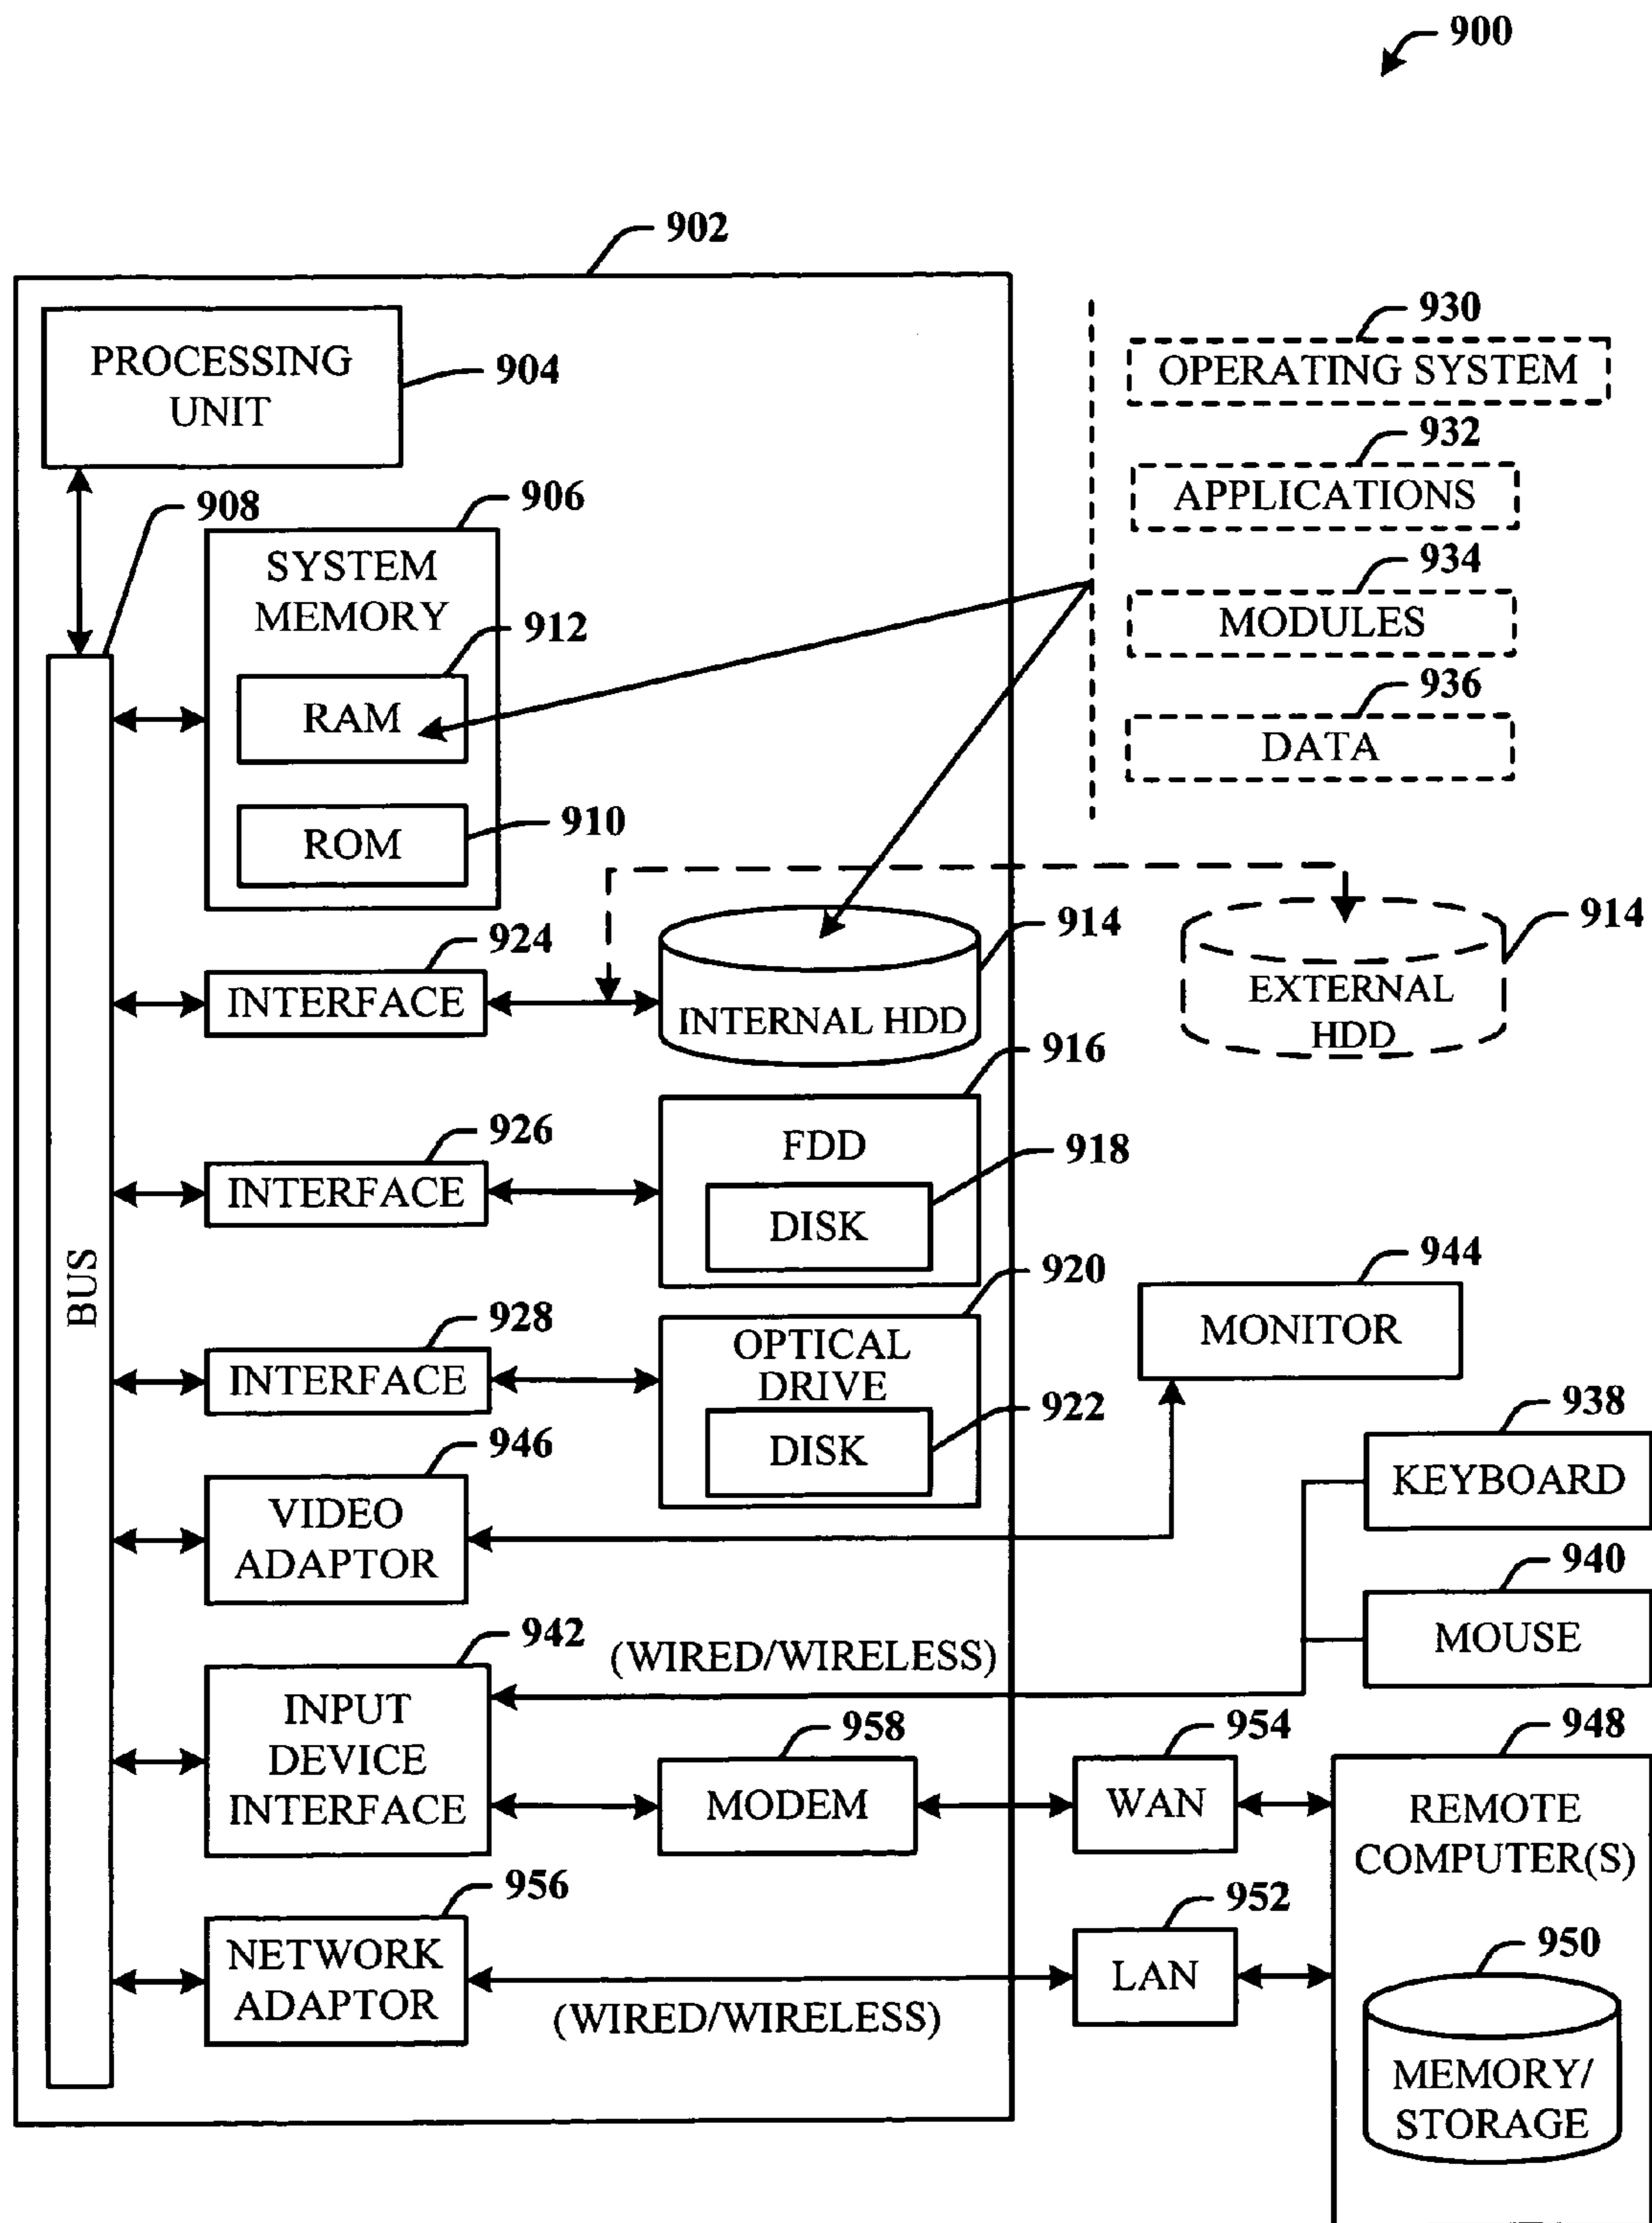 900
902
PROCESSING
UNIT
904
930
OPERATING SYSTEM
932
APPLICATIONS
934
MODULES
936
DATA
908
906
SYSTEM
MEMORY
912
RAM
910
ROM
BUS
924
INTERFACE
914
INTERNAL HDD
914
EXTERNAL
HDD
926
INTERFACE
916
FDD
918
DISK
928
INTERFACE
920
OPTICAL
DRIVE
922
DISK
944
MONITOR
946
VIDEO
ADAPTOR
938
KEYBOARD
940
MOUSE
942
INPUT
DEVICE
INTERFACE
(WIRED/WIRELESS)
958
MODEM
954
WAN
948
REMOTE
COMPUTER(S)
956
NETWORK
ADAPTOR
(WIRED/WIRELESS)
952
LAN
950
MEMORY/
STORAGE